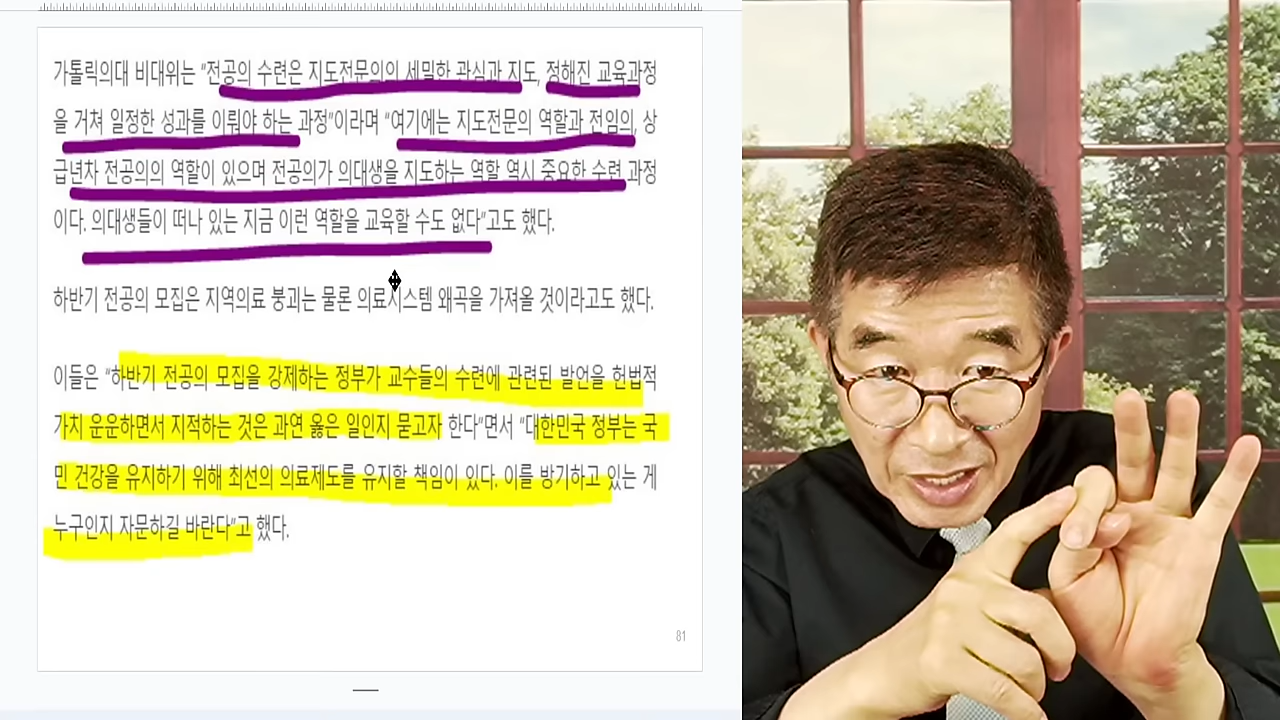 가톨릭의대 비대위는 “전공의 수련은 지도전문의의 세밀한 관심과 지도, 정해진 교육과정
을 거쳐 일정한 성과를 이뤄야 하는 과정”이라며 “여기에는 지도전문의 역할과 전임의, 상
급년차 전공의의 역할이 있으며 전공의가 의대생을 지도하는 역할 역시 중요한 수련 과정
이다. 의대생들이 떠나 있는 지금 이런 역할을 교육할 수도 없다”고도 했다.
하반기 전공의 모집은 지역의료 붕괴는 물론 의료시스템 왜곡을 가져올 것이라고도 했다.
이들은 “하반기 전공의 모집을 강제하는 정부가 교수들의 수련에 관련된 발언을 헌법적
가치 운운하면서 지적하는 것은 과연 옳은 일인지 묻고자 한다”면서 “대한민국 정부는 국
민 건강을 유지하기 위해 최선의 의료제도를 유지할 책임이 있다. 이를 방기하고 있는 게
누구인지 자문하길 바란다”고 했다.
81